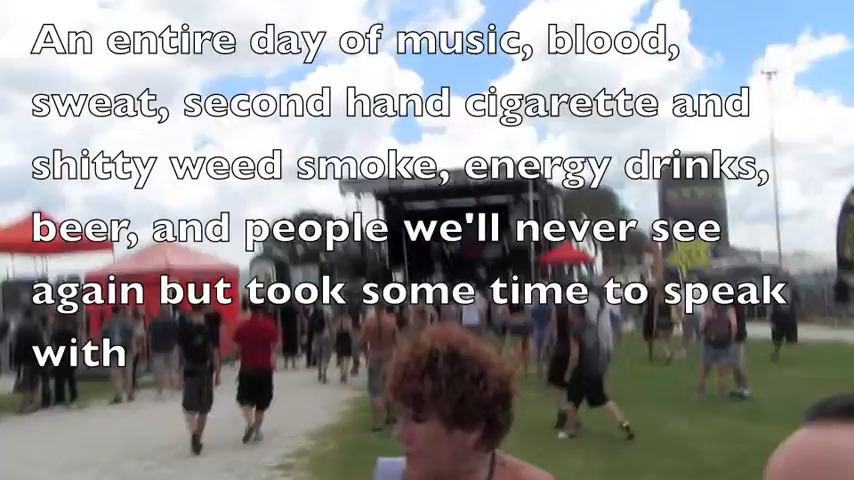 An entire day of music, blood,
sweat, second hand cigarette and
shitty weed smoke, energy drinks,
beer, and people we'll never see
again but took some time to speak
with